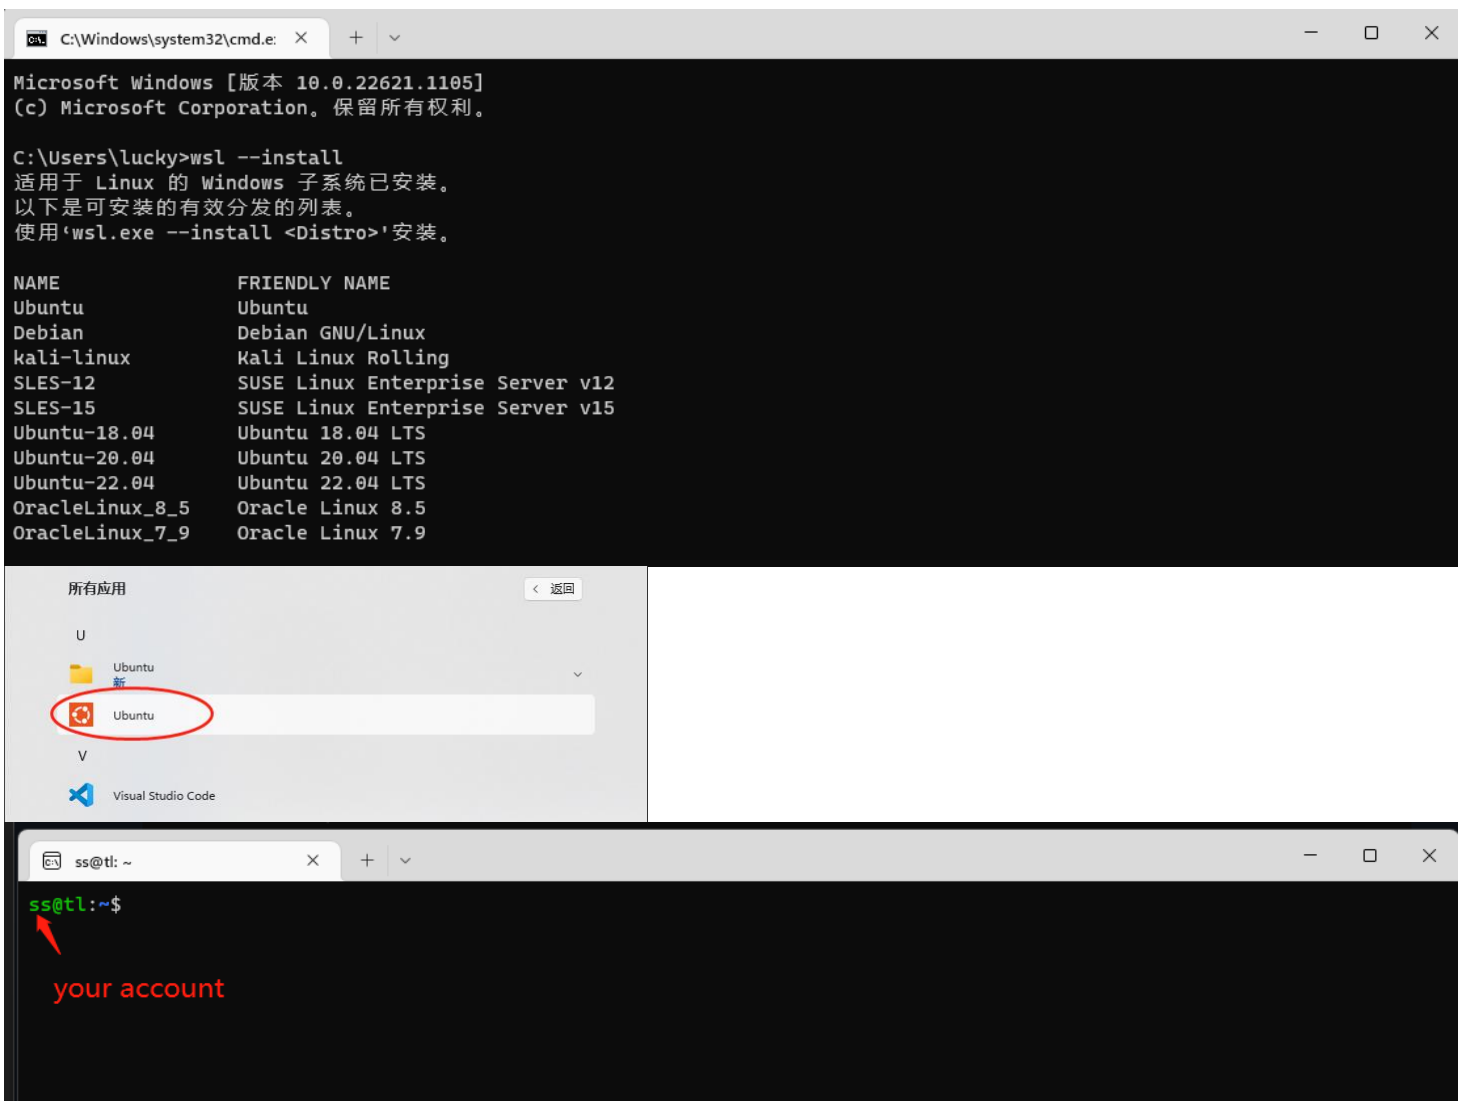 C:\Windows\system32\cmd.e:
Microsoft Windows [版本 10.0.22621.1105]
(c) Microsoft Corporation。保留所有权利。
C:\Users\lucky>wsl --install
适用于 Linux 的 Windows 子系统已安装。
以下是可安装的有效分发的列表。
使用‘wsl.exe --install <Distro>'安装。
NAME FRIENDLY NAME
Ubuntu Ubuntu
Debian Debian GNU/Linux
kali-linux Kali Linux Rolling
SLES-12 SUSE Linux Enterprise Server v12
SLES-15 SUSE Linux Enterprise Server v15
Ubuntu-18.04 Ubuntu 18.04 LTS
Ubuntu-20.04 Ubuntu 20.04 LTS
Ubuntu-22.04 Ubuntu 22.04 LTS
OracleLinux_8_5 Oracle Linux 8.5
OracleLinux_7_9 Oracle Linux 7.9
所有应用 < 返回
U
Ubuntu
新
Ubuntu
V
Visual Studio Code
ss@tl: ~
ss@tl:~$
your account